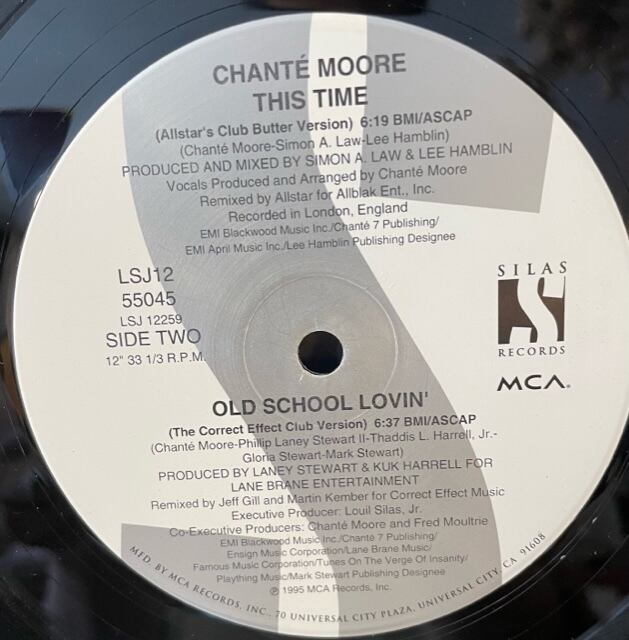 CHANTÉ MOORE
THIS TIME
(Allstar's Club Butter Version) 6:19 BMI/ASCAP
(Chanté Moore-Simon A. Law-Lee Hamblin)
PRODUCED AND MIXED BY SIMON A. LAW & LEE HAMBLIN
Vocals Produced and Arranged by Chanté Moore
Remixed by Allstar for Allblak Ent., Inc.
Recorded in London, England
EMI Blackwood Music Inc./Chanté 7 Publishing/
EMI April Music Inc./Lee Hamblin Publishing Designee
LSJ12
55045
LSJ 12259
SIDE TWO
12" 33 1/3 R.P.M.
SILAS
S
RECORDS
MCA.
OLD SCHOOL LOVIN'
(The Correct Effect Club Version) 6:37 BMI/ASCAP
(Chanté Moore-Philip Laney Stewart II-Thaddis L. Harrell, Jr.-
Gloria Stewart-Mark Stewart)
PRODUCED BY LANEY STEWART & KUK HARRELL FOR
LANE BRANE ENTERTAINMENT
Remixed by Jeff Gill and Martin Kember for Correct Effect Music
Executive Producer: Louil Silas, Jr.
Co-Executive Producers: Chanté Moore and Fred Moultrie
EMI Blackwood Music Inc./Chanté 7 Publishing/
Ensign Music Corporation/Lane Brane Music/
Famous Music Corporation/Tunes On The Verge Of Insanity/
Plaything Music/Mark Stewart Publishing Designee
℗ 1995 MCA Records, Inc.
MFD. BY MCA RECORDS, INC., 70 UNIVERSAL CITY PLAZA, UNIVERSAL CITY, CA 91608